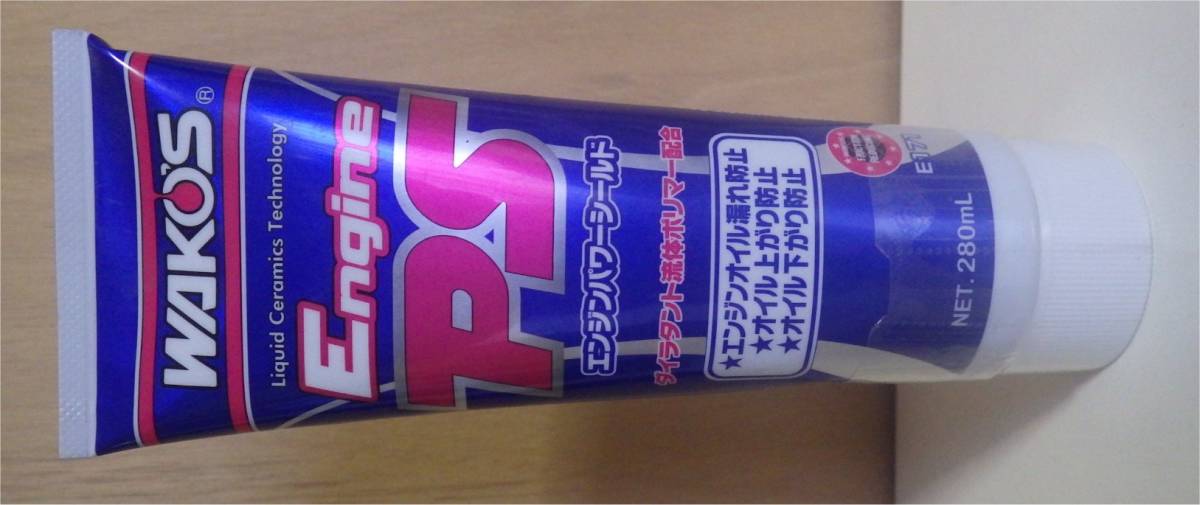 WAKO'S®
Liquid Ceramics Technology
Engine
PS
エンジンパワーシールド
ダイラタント流体ポリマー配合
★エンジンオイル漏れ防止
★オイル上がり防止
★オイル下がり防止
E171
NET.280mL